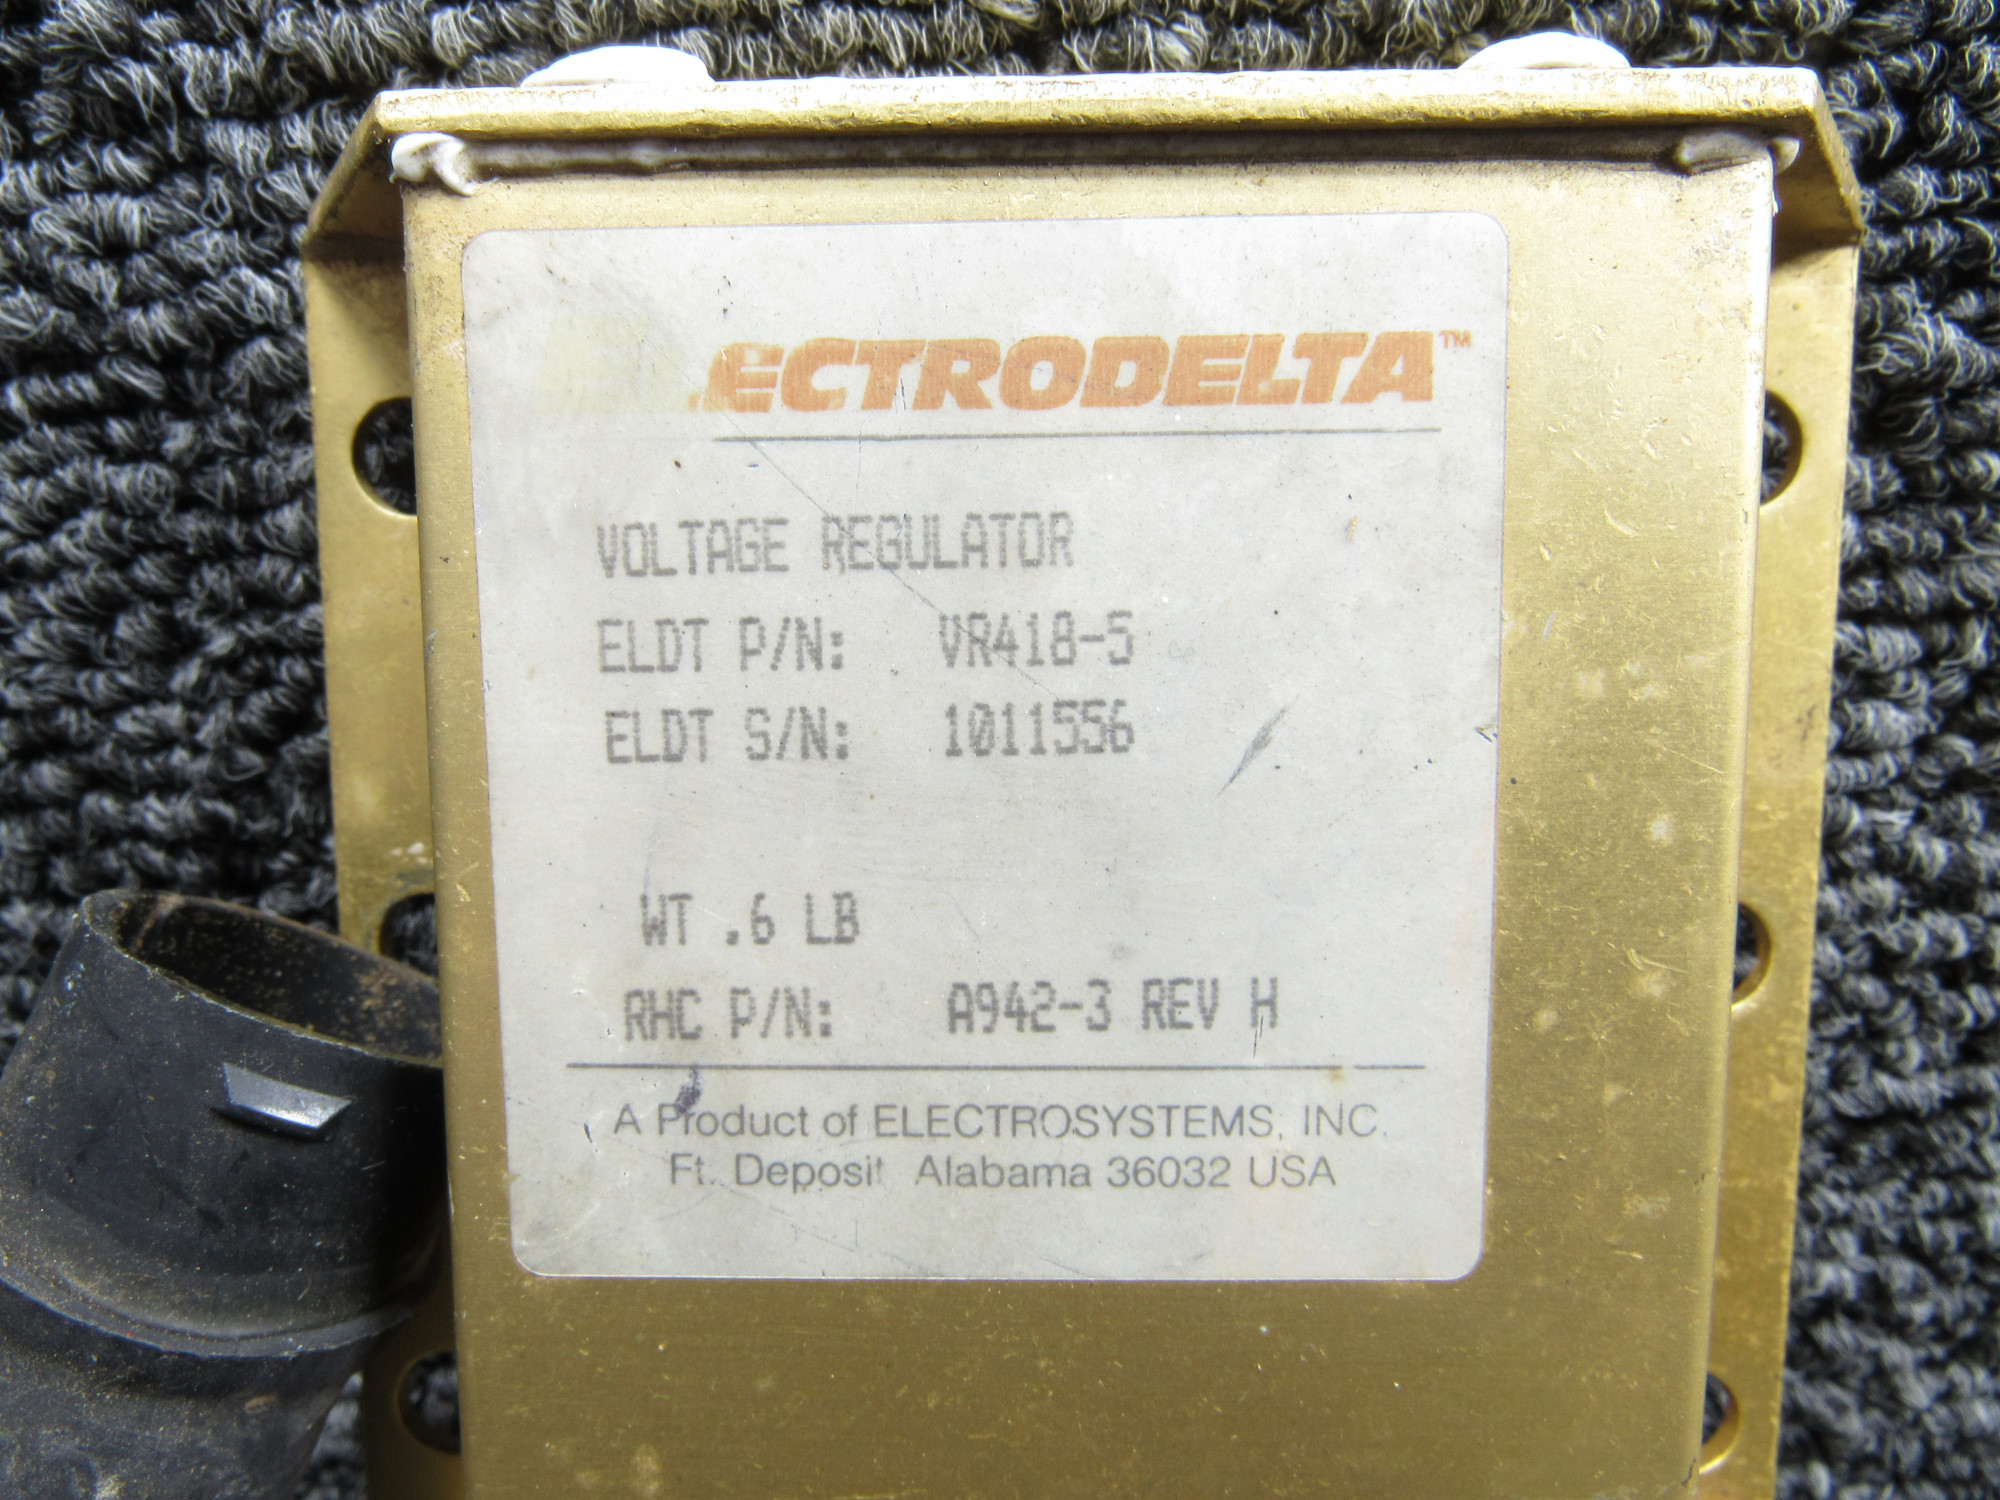 ECTRODELTA™
VOLTAGE REGULATOR
ELDT P/N: VR418-5
ELDT S/N: 1011556
WT .6 LB
RHC P/N: A942-3 REV H
A Product of ELECTROSYSTEMS, INC.
Ft. Deposit Alabama 36032 USA